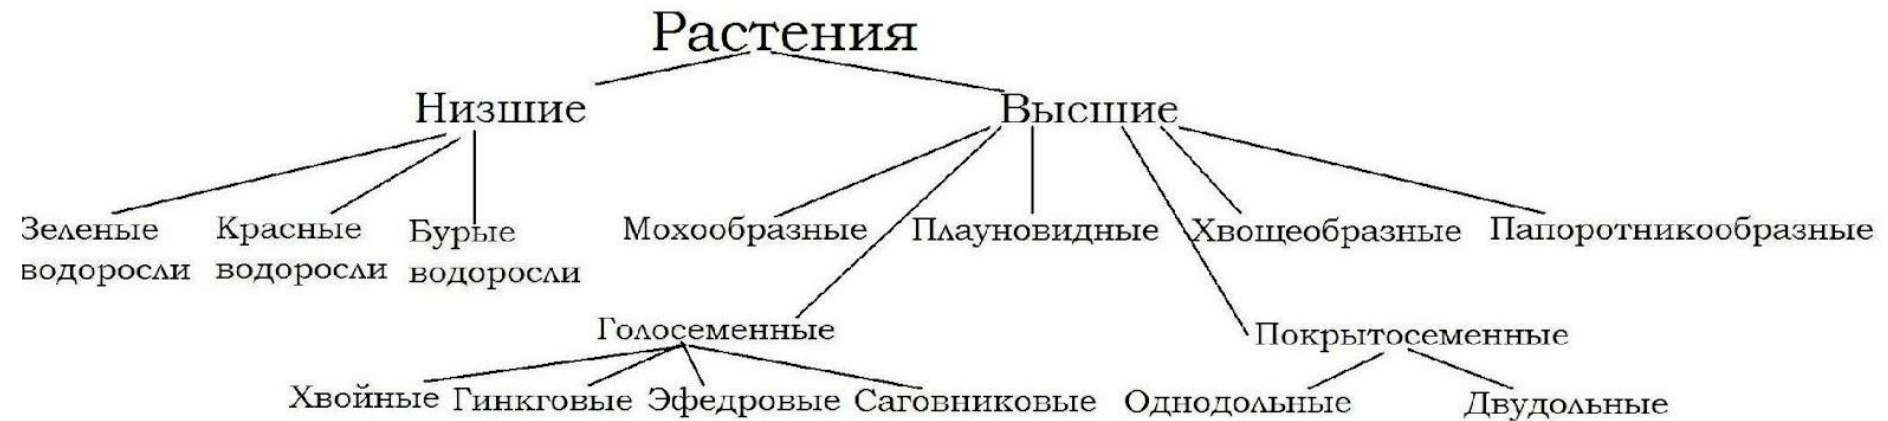 Растения
Низшие
Высшие
Зеленые водоросли
Красные водоросли
Бурые водоросли
Мохообразные
Плауновидные
Хвощеобразные
Папоротникообразные
Голосеменные
Покрытосеменные
Хвойные
Гинкговые
Эфедровые
Саговниковые
Однодольные
Двудольные